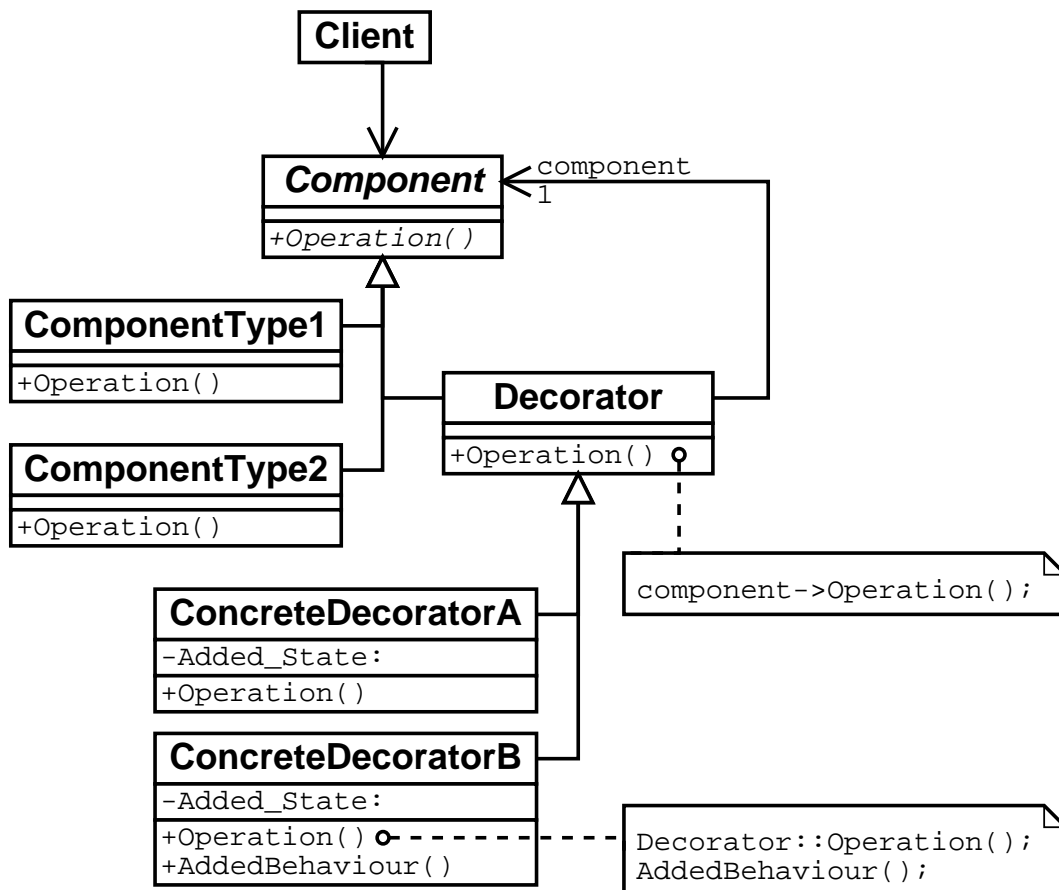 Client
Component
component
1
+Operation()
ComponentType1
+Operation()
Decorator
+Operation()
ComponentType2
+Operation()
component->Operation();
ConcreteDecoratorA
-Added_State:
+Operation()
ConcreteDecoratorB
-Added_State:
+Operation()
+AddedBehaviour()
Decorator::Operation();
AddedBehaviour();